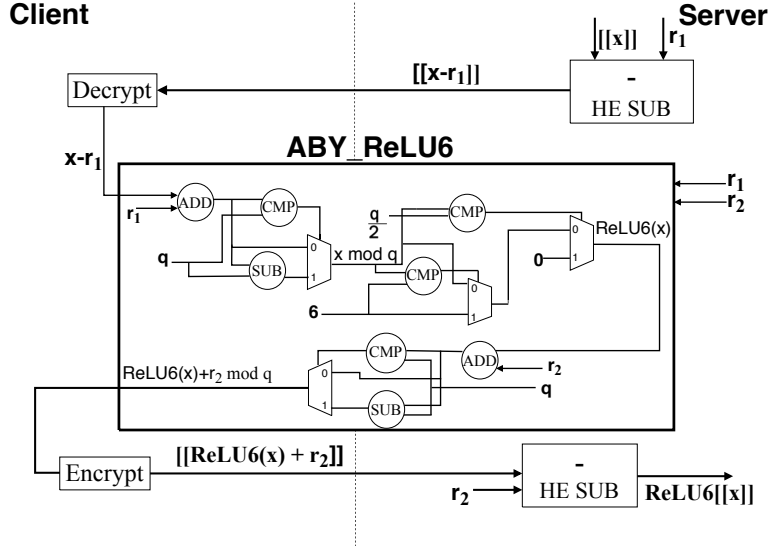 Client
Server
[[x]]
r1
[[x-r1]]
-
HE SUB
Decrypt
x-r1
ABY_ReLU6
r1
r2
ADD
r1
CMP
q
SUB
0
1
x mod q
q
2
CMP
CMP
6
0
1
0
1
0
ReLU6(x)
CMP
ADD
r2
q
SUB
0
1
ReLU6(x)+r2 mod q
Encrypt
[[ReLU6(x) + r2]]
r2
-
HE SUB
ReLU6[[x]]